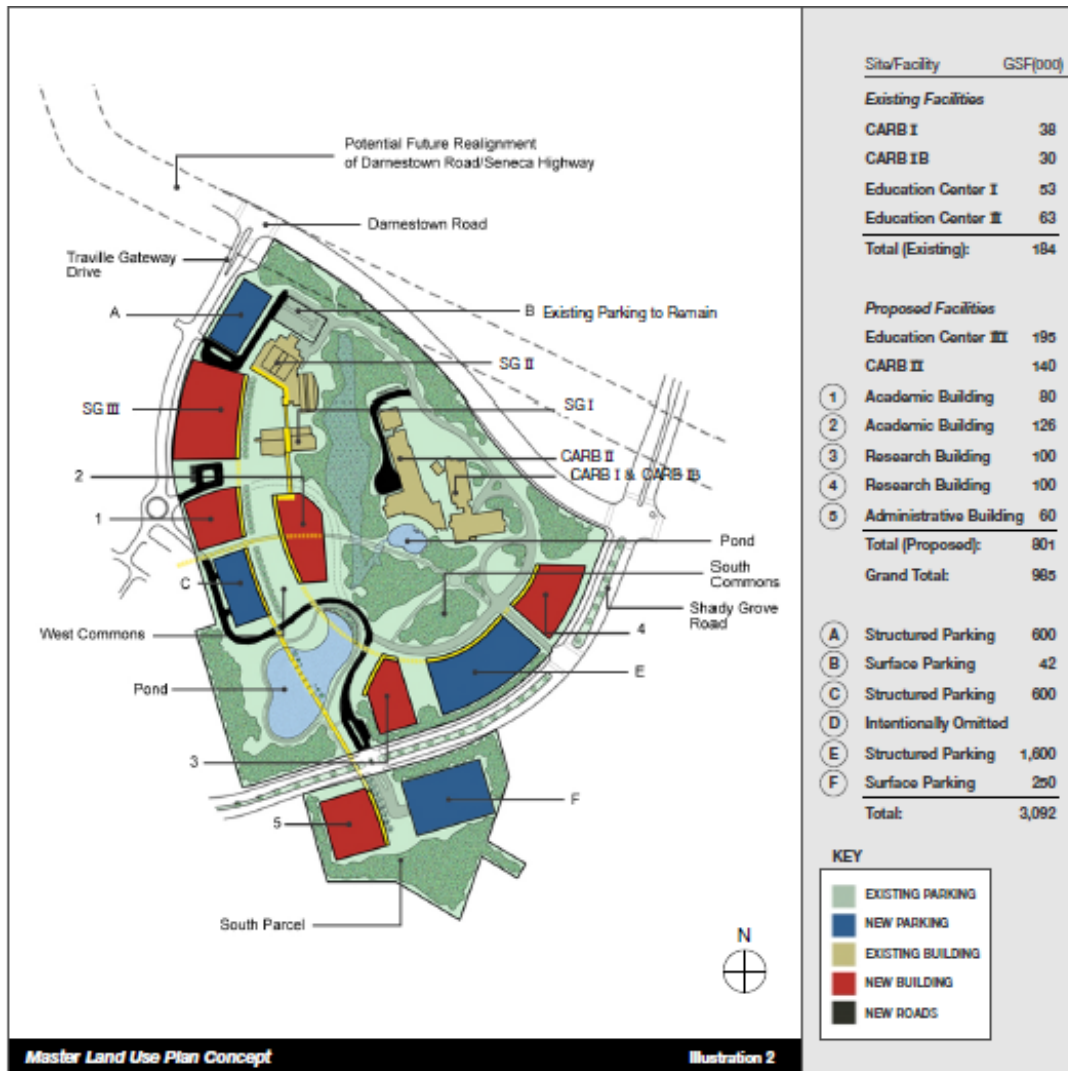 Potential Future Realignment
of Darnestown Road/Seneca Highway
Darnestown Road
Traville Gateway
Drive
A
B Existing Parking to Remain
SG II
SG III
SG I
CARB II
CARB I & CARB IB
2
1
Pond
C
South
Commons
Shady Grove
Road
West Commons
4
E
Pond
3
F
5
South Parcel
N
Master Land Use Plan Concept
Illustration 2
Site/Facility GSF(000)
Existing Facilities
CARB I 38
CARB IB 30
Education Center I 53
Education Center II 63
Total (Existing): 184
Proposed Facilities
Education Center III 195
CARB II 140
1 Academic Building 80
2 Academic Building 126
3 Research Building 100
4 Research Building 100
5 Administrative Building 60
Total (Proposed): 801
Grand Total: 985
A Structured Parking 600
B Surface Parking 42
C Structured Parking 600
D Intentionally Omitted
E Structured Parking 1,600
F Surface Parking 250
Total: 3,092
KEY
EXISTING PARKING
NEW PARKING
EXISTING BUILDING
NEW BUILDING
NEW ROADS